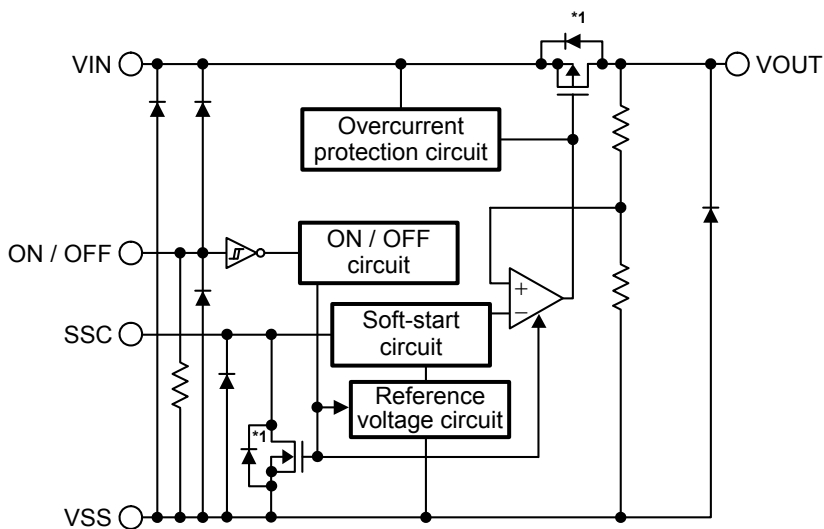 *1
VIN
VOUT
Overcurrent
protection circuit
ON / OFF
ON / OFF
circuit
+
−
SSC
Soft-start
circuit
Reference
voltage circuit
*1
VSS